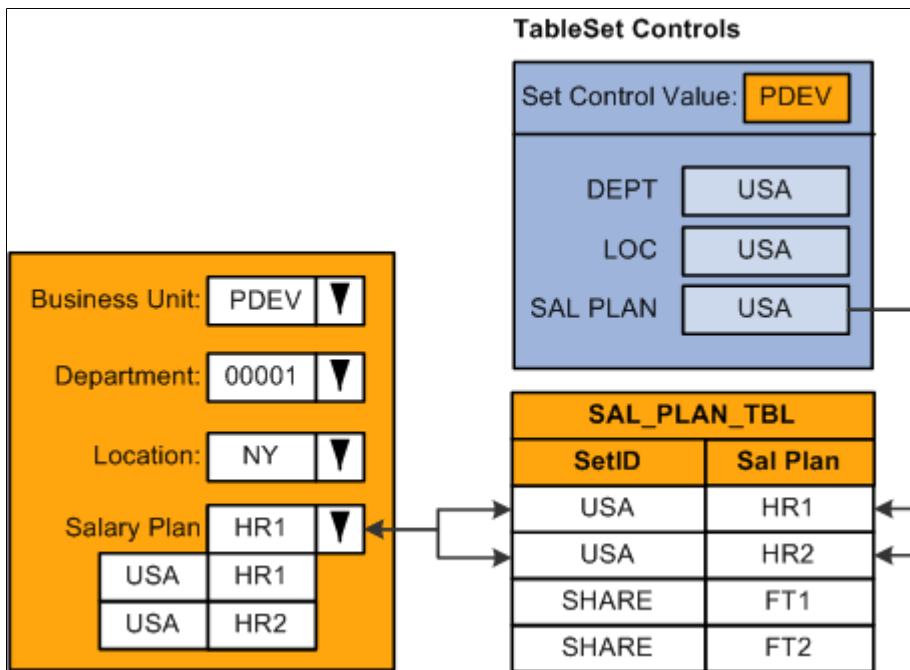 TableSet Controls
Set Control Value: PDEV
DEPT USA
LOC USA
SAL PLAN USA
Business Unit: PDEV
Department: 00001
Location: NY
Salary Plan HR1
USA HR1
USA HR2
SAL_PLAN_TBL
SetID Sal Plan
USA HR1
USA HR2
SHARE FT1
SHARE FT2